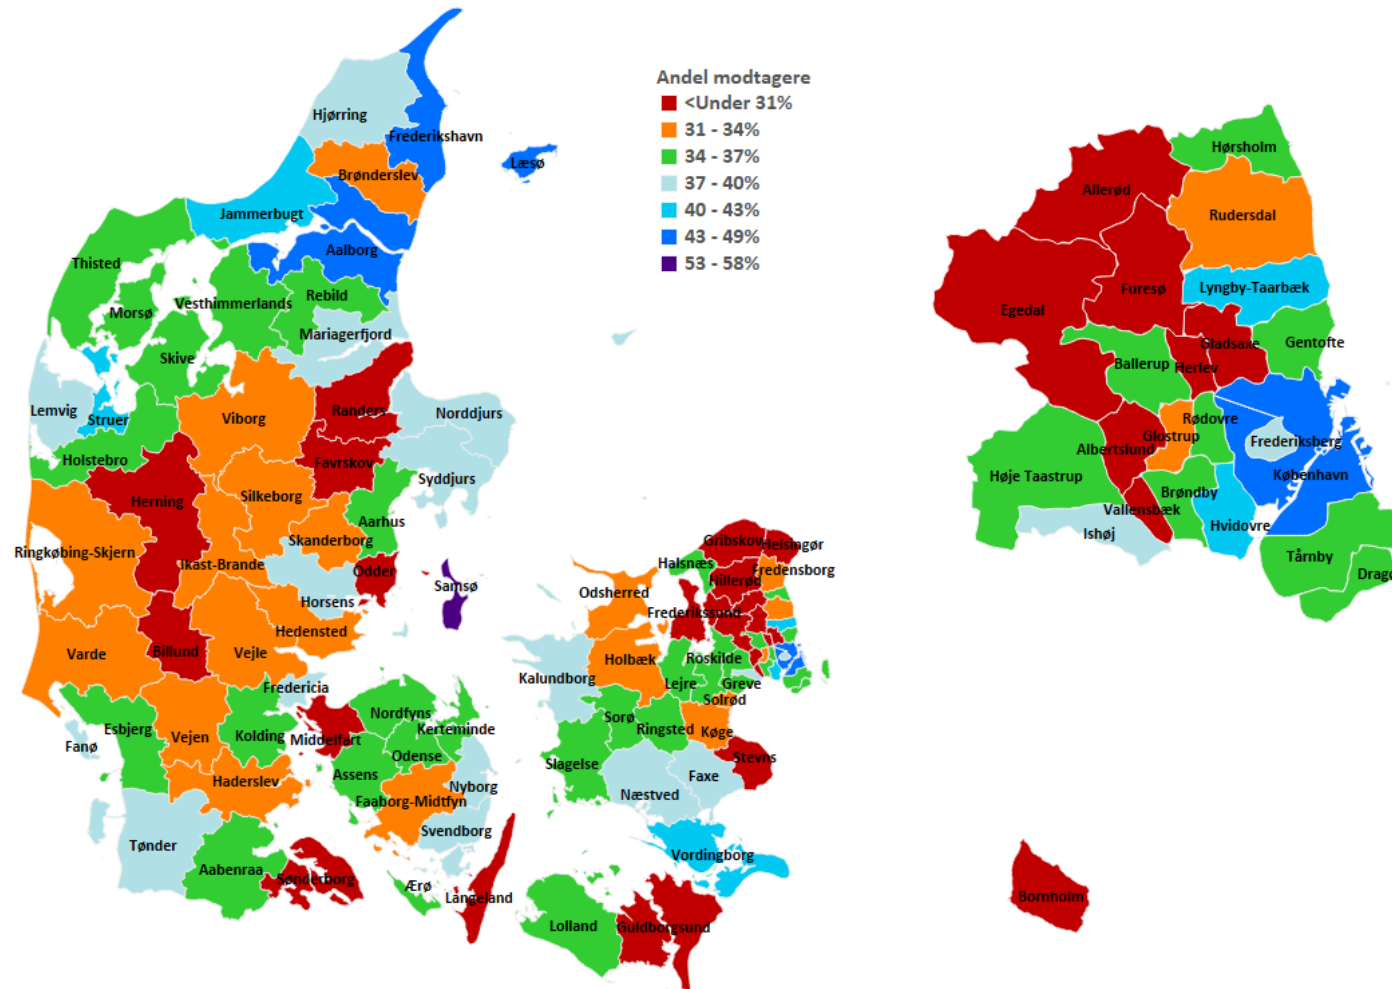 Andel modtagere
<Under 31%
31 - 34%
34 - 37%
37 - 40%
40 - 43%
43 - 49%
53 - 58%
Hjørring
Frederikshavn
Læsø
Brønderslev
Jammerbugt
Aalborg
Thisted
Vesthimmerlands
Rebild
Morsø
Mariagerfjord
Skive
Lemvig
Struer
Viborg
Randers
Norddjurs
Holstebro
Favrskov
Syddjurs
Herning
Silkeborg
Aarhus
Skanderborg
Ringkøbing-Skjern
Ikast-Brande
Odder
Samsø
Horsens
Hedensted
Varde
Billund
Vejle
Fredericia
Esbjerg
Fanø
Vejen
Kolding
Middelfart
Nordfyns
Kerteminde
Odense
Assens
Haderslev
Faaborg-Midtfyn
Nyborg
Svendborg
Tønder
Aabenraa
Sønderborg
Ærø
Langeland
Gribskov
Helsingør
Halsnæs
Hillerød
Fredensborg
Odsherred
Frederikssund
Holbæk
Roskilde
Kalundborg
Lejre
Greve
Solrød
Sorø
Ringsted
Køge
Slagelse
Stevns
Faxe
Næstved
Vordingborg
Lolland
Guldborgsund
Hørsholm
Allerød
Rudersdal
Furesø
Lyngby-Taarbæk
Egedal
Gladsaxe
Gentofte
Ballerup
Herlev
Rødovre
Glostrup
Frederiksberg
Albertslund
Høje Taastrup
København
Brøndby
Vallensbæk
Hvidovre
Ishøj
Tårnby
Drag
Bornholm